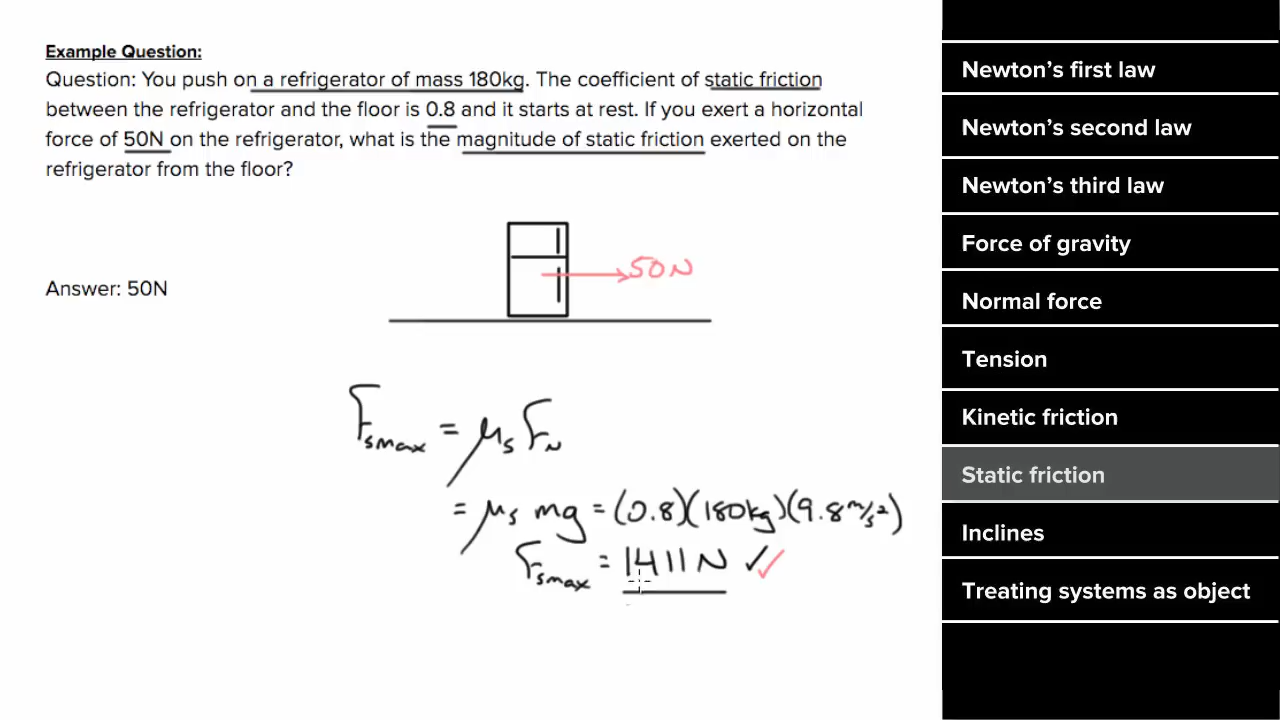 Example Question:
Question: You push on a refrigerator of mass 180kg. The coefficient of static friction
between the refrigerator and the floor is 0.8 and it starts at rest. If you exert a horizontal
force of 50N on the refrigerator, what is the magnitude of static friction exerted on the
refrigerator from the floor?
50N
Answer: 50N
Fsmax = μs FN
= μs mg = (0.8)(180kg)(9.8 m/s²)
Fsmax = 1411 N ✓✓
Newton's first law
Newton's second law
Newton's third law
Force of gravity
Normal force
Tension
Kinetic friction
Static friction
Inclines
Treating systems as object